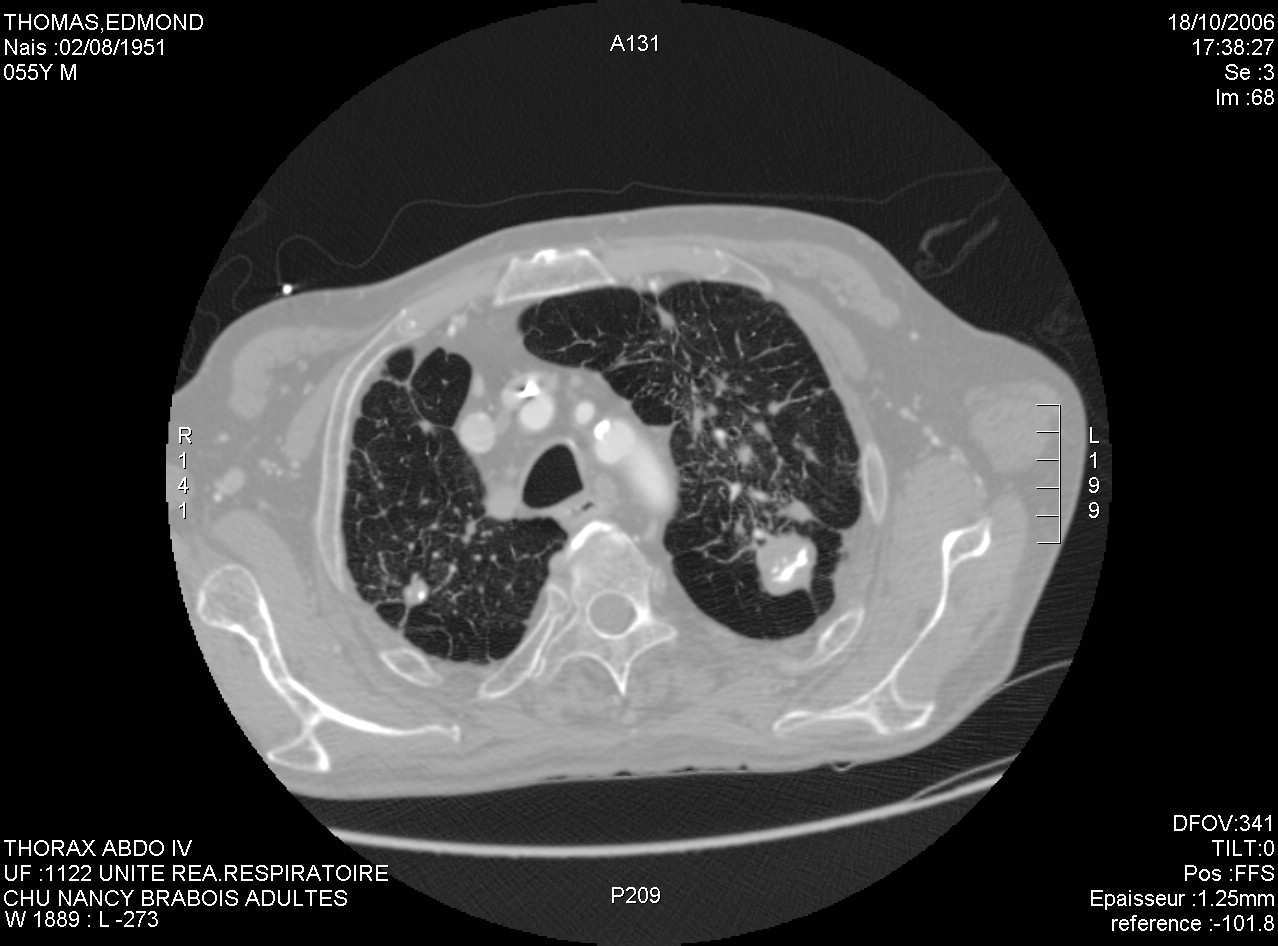 THOMAS,EDMOND
Nais :02/08/1951
055Y M
A131
18/10/2006
17:38:27
Se :3
Im :68
R
1
4
1
L
1
9
9
THORAX ABDO IV
UF :1122 UNITE REA.RESPIRATOIRE
CHU NANCY BRABOIS ADULTES
W 1889 : L -273
P209
DFOV:341
TILT:0
Pos :FFS
Epaisseur :1.25mm
reference :-101.8